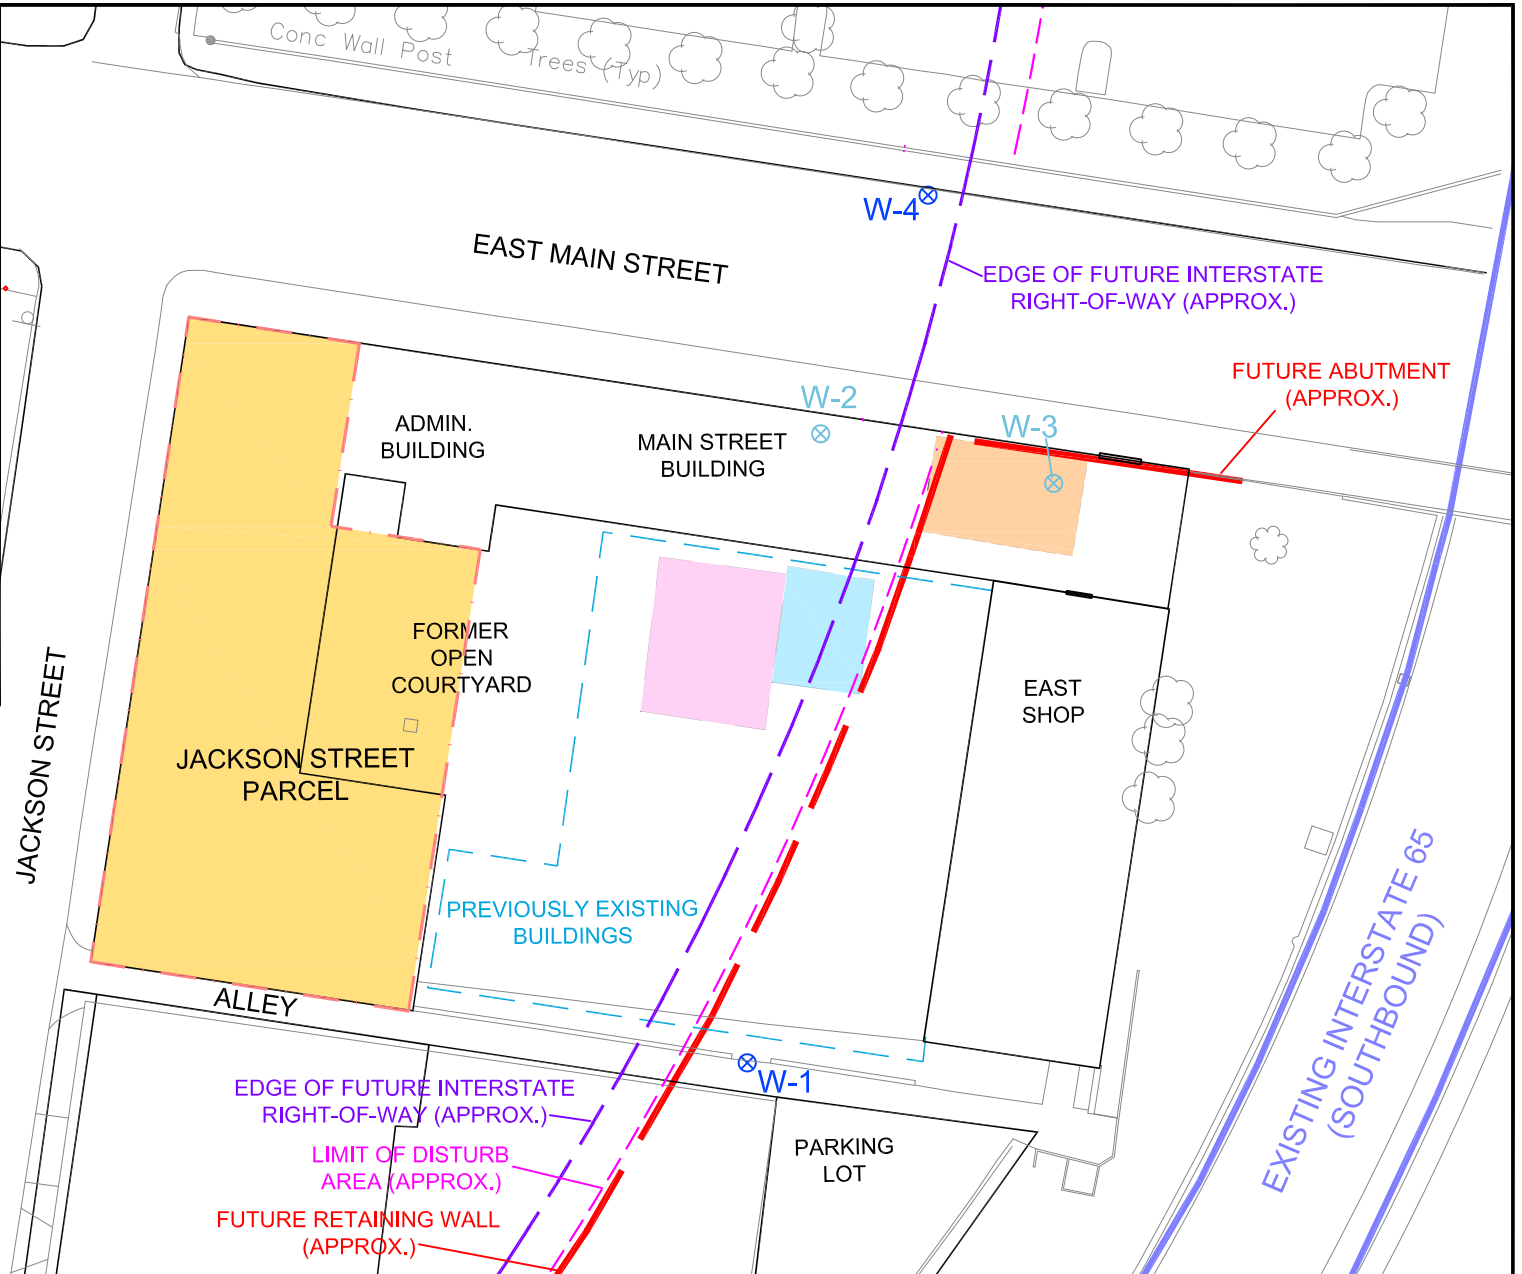 Conc Wall Post
Trees (Typ)
W-4
EAST MAIN STREET
EDGE OF FUTURE INTERSTATE
RIGHT-OF-WAY (APPROX.)
FUTURE ABUTMENT
(APPROX.)
W-2
W-3
ADMIN.
BUILDING
MAIN STREET
BUILDING
FORMER
OPEN
COURTYARD
EAST
SHOP
JACKSON STREET
JACKSON STREET
PARCEL
PREVIOUSLY EXISTING
BUILDINGS
EXISTING INTERSTATE 65
(SOUTHBOUND)
ALLEY
W-1
EDGE OF FUTURE INTERSTATE
RIGHT-OF-WAY (APPROX.)
LIMIT OF DISTURB
AREA (APPROX.)
PARKING
LOT
FUTURE RETAINING WALL
(APPROX.)